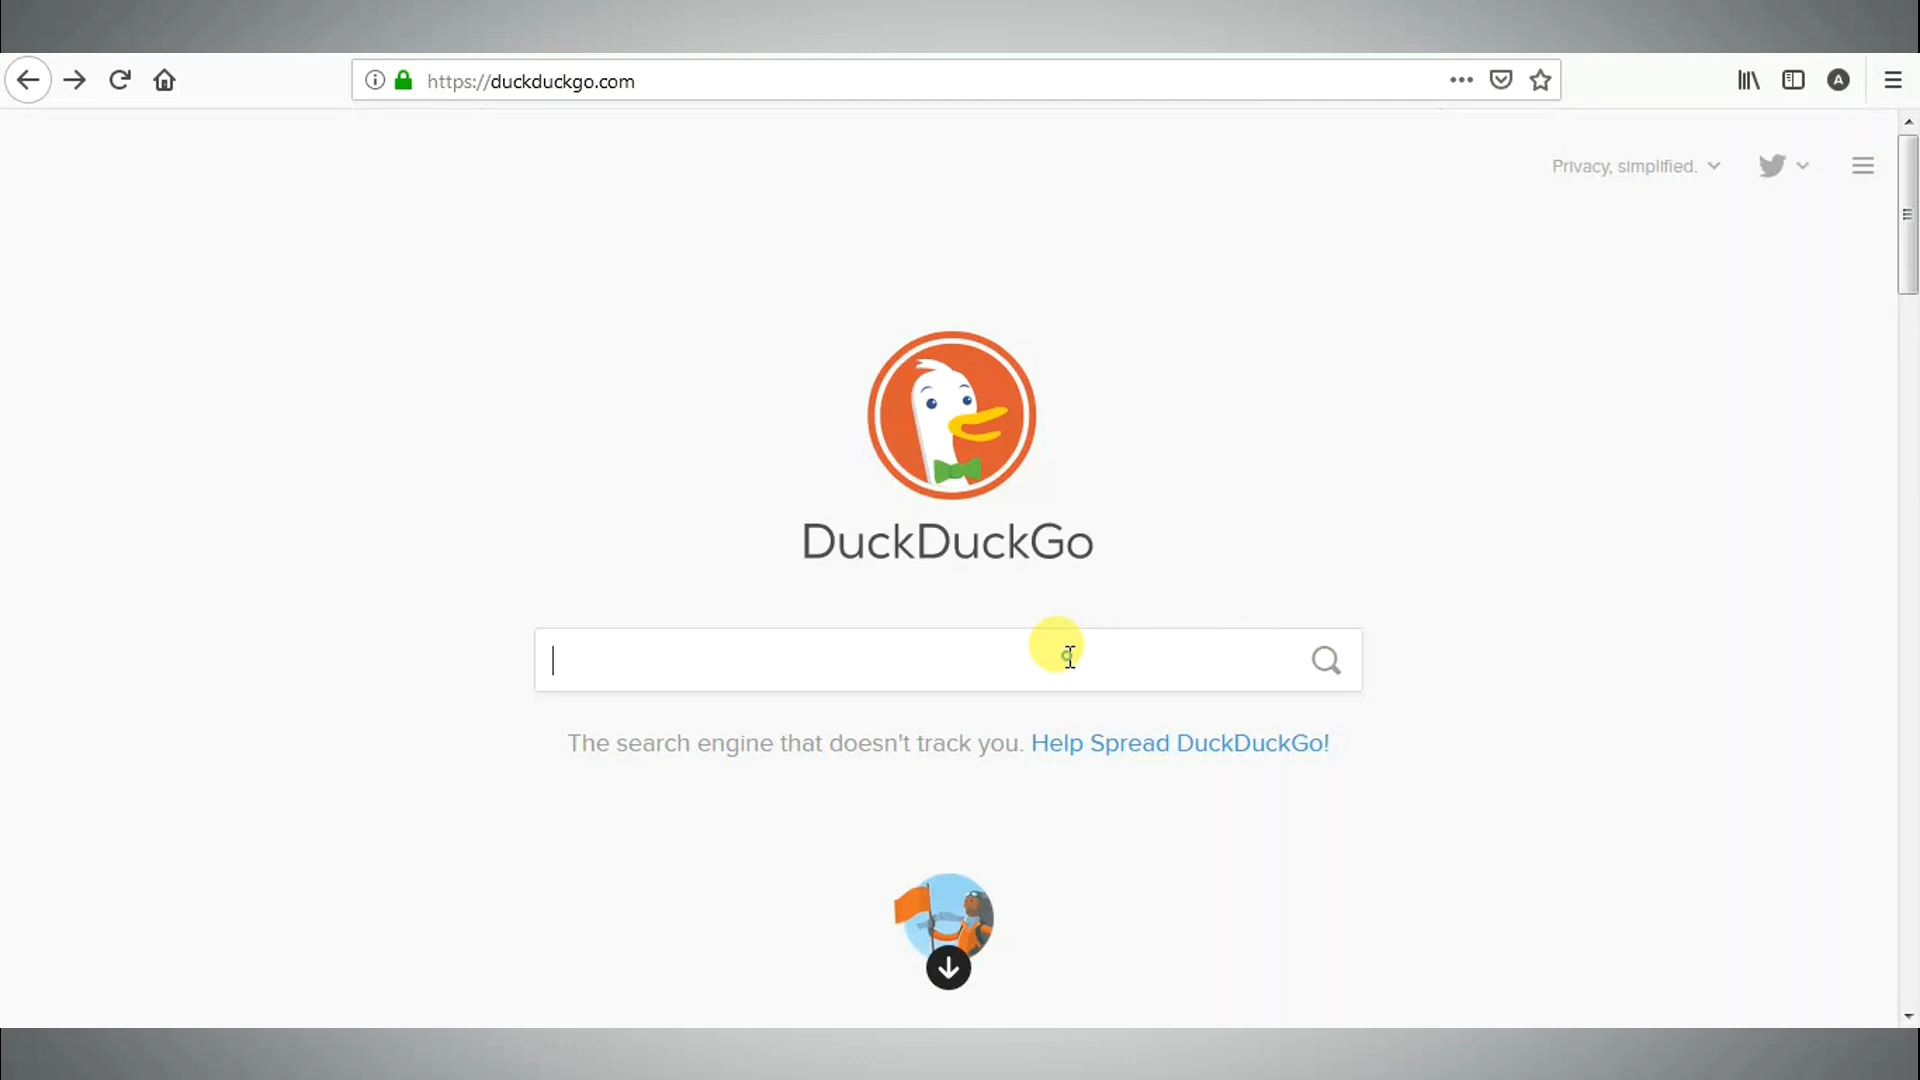 https://duckduckgo.com
A
Privacy, simplified.
DuckDuckGo
The search engine that doesn't track you. Help Spread DuckDuckGo!